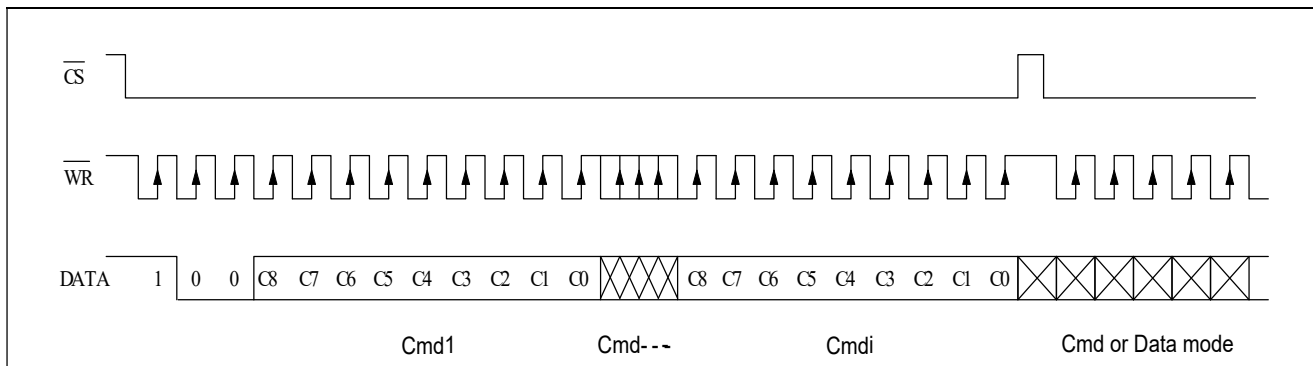 CS
WR
DATA 1 0 0 C8 C7 C6 C5 C4 C3 C2 C1 C0 C8 C7 C6 C5 C4 C3 C2 C1 C0
Cmd1 Cmd--- Cmdi Cmd or Data mode